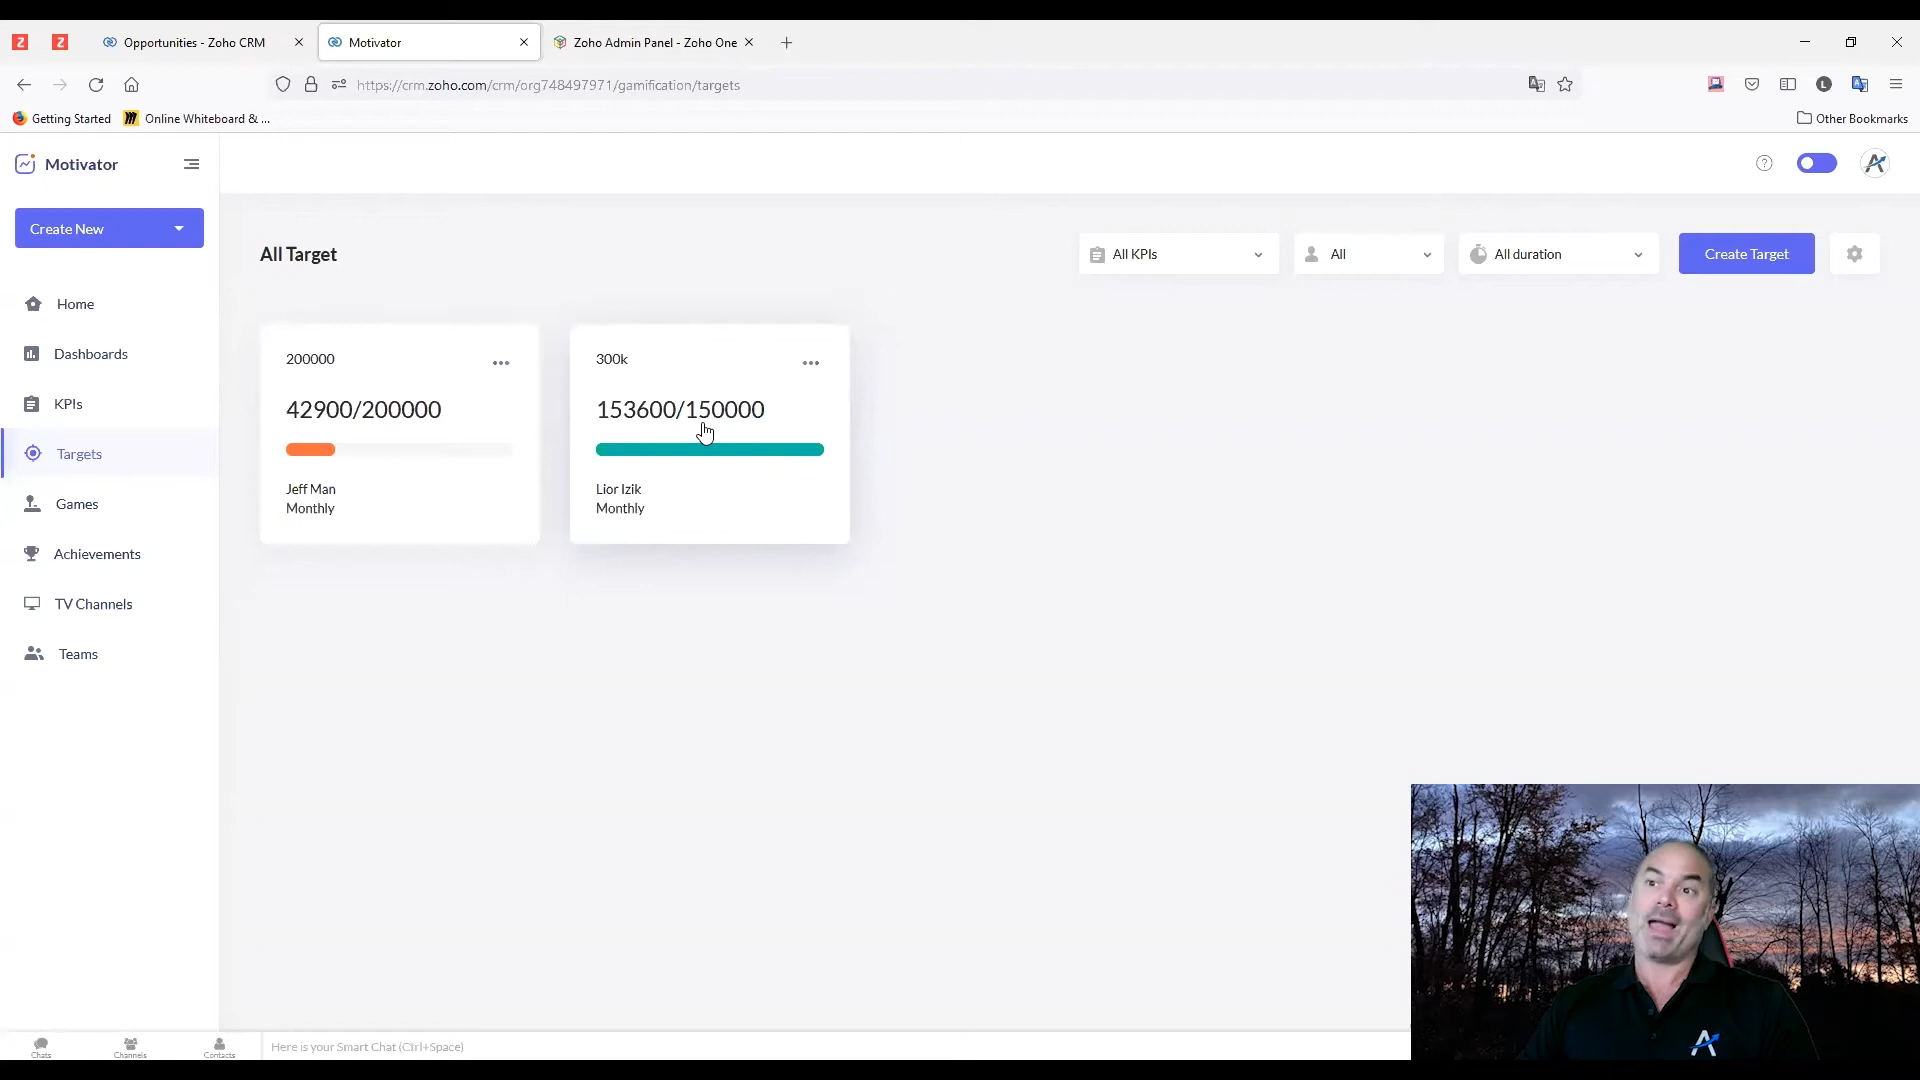 Z
Z
Opportunities - Zoho CRM
Motivator
Zoho Admin Panel - Zoho One
https://crm.zoho.com/crm/org748497971/gamification/targets
L
Getting Started
Online Whiteboard & ...
Other Bookmarks
Motivator
Create New
All Target
All KPIs
All
All duration
Create Target
Home
Dashboards
KPIs
Targets
Games
Achievements
TV Channels
Teams
200000
42900/200000
Jeff Man
Monthly
300k
153600/150000
Lior Izik
Monthly
Chats
Channels
Contacts
Here is your Smart Chat (Ctrl+Space)